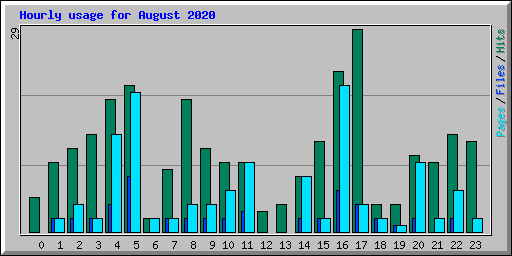 Hourly usage for August 2020
29
Pages / Files / Hits
0 1 2 3 4 5 6 7 8 9 10 11 12 13 14 15 16 17 18 19 20 21 22 23